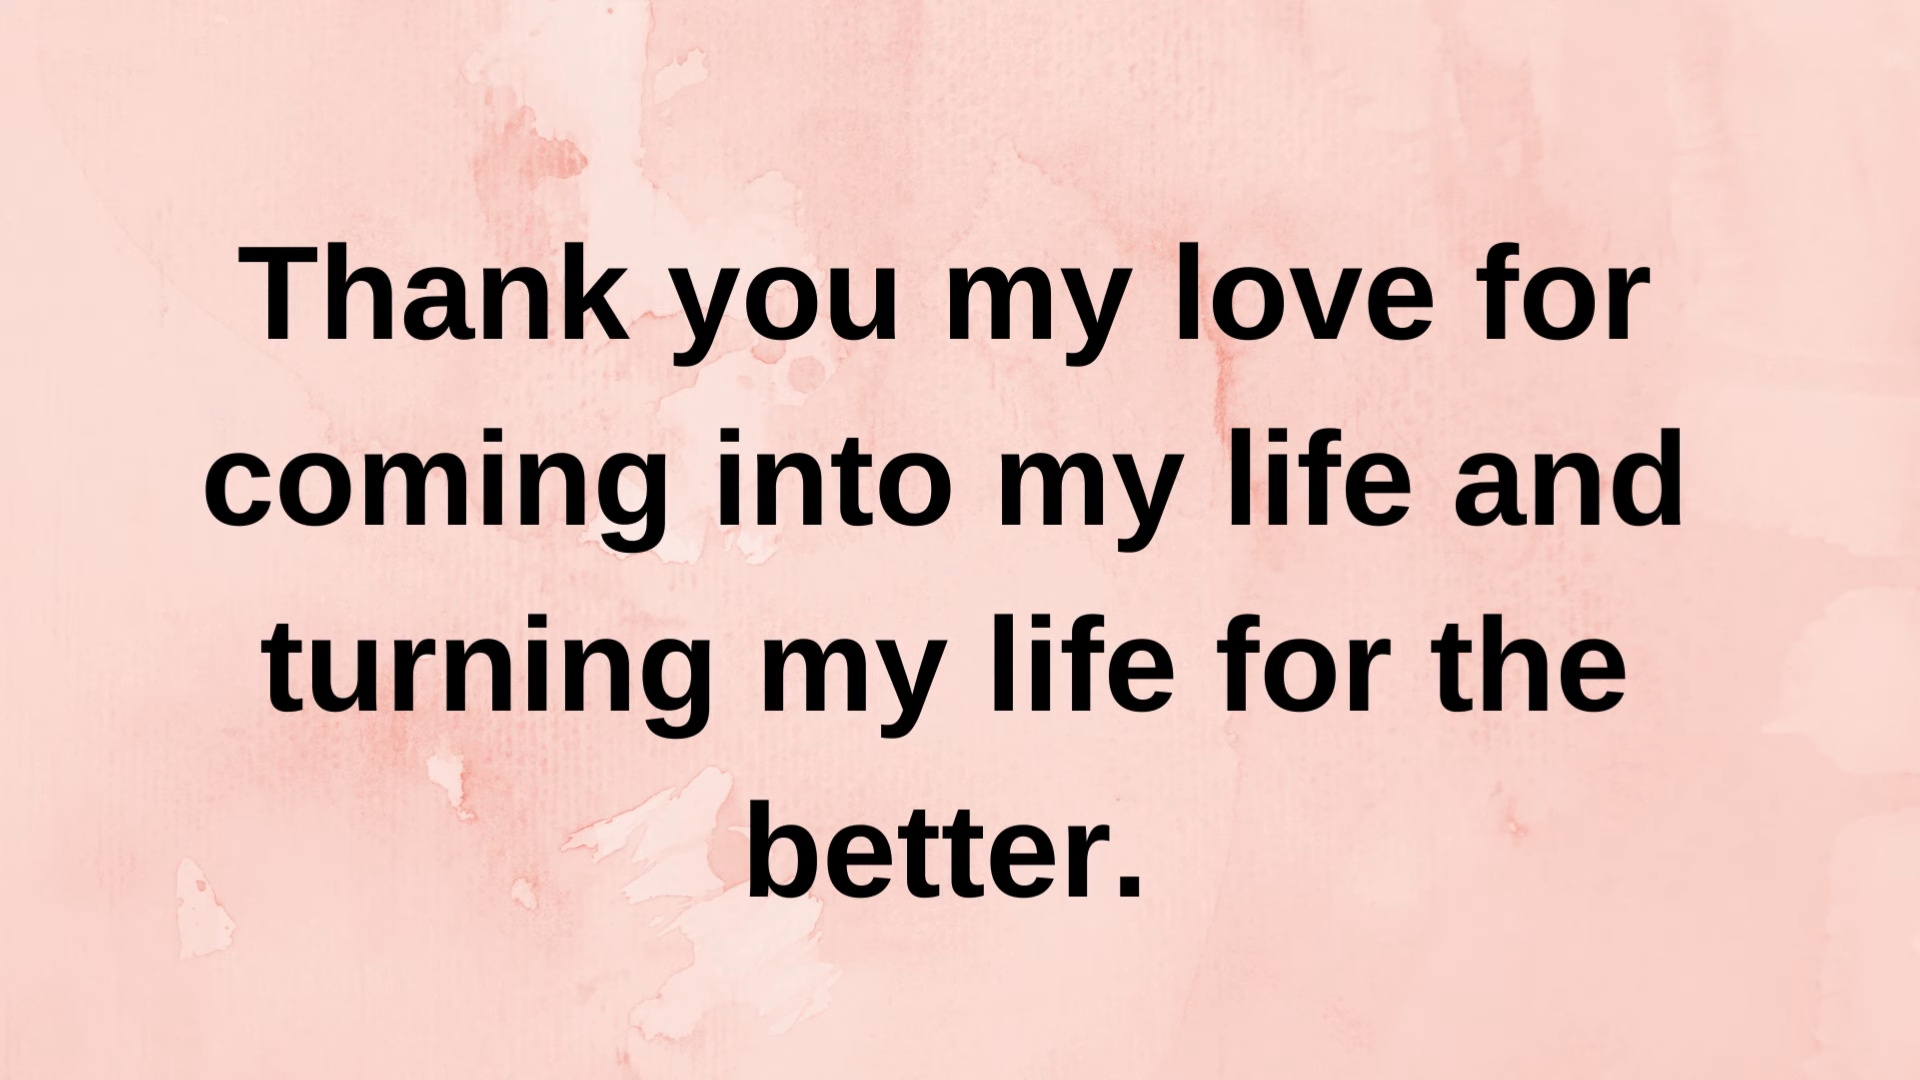 Thank you my love for
coming into my life and
turning my life for the
better.